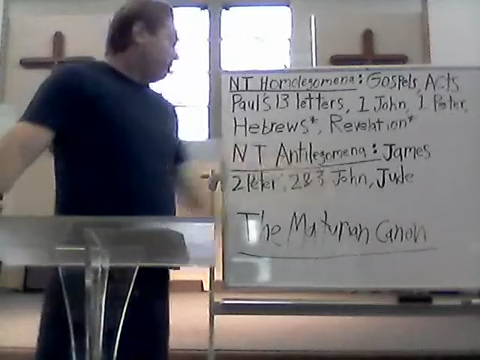 NT Homologomena: Gospels, Acts
Paul's 13 letters, 1 John, 1 Peter,
Hebrews*, Revelation*
NT Antilegomena: James
2 Peter, 2&3 John, Jude
The Maturan Canon